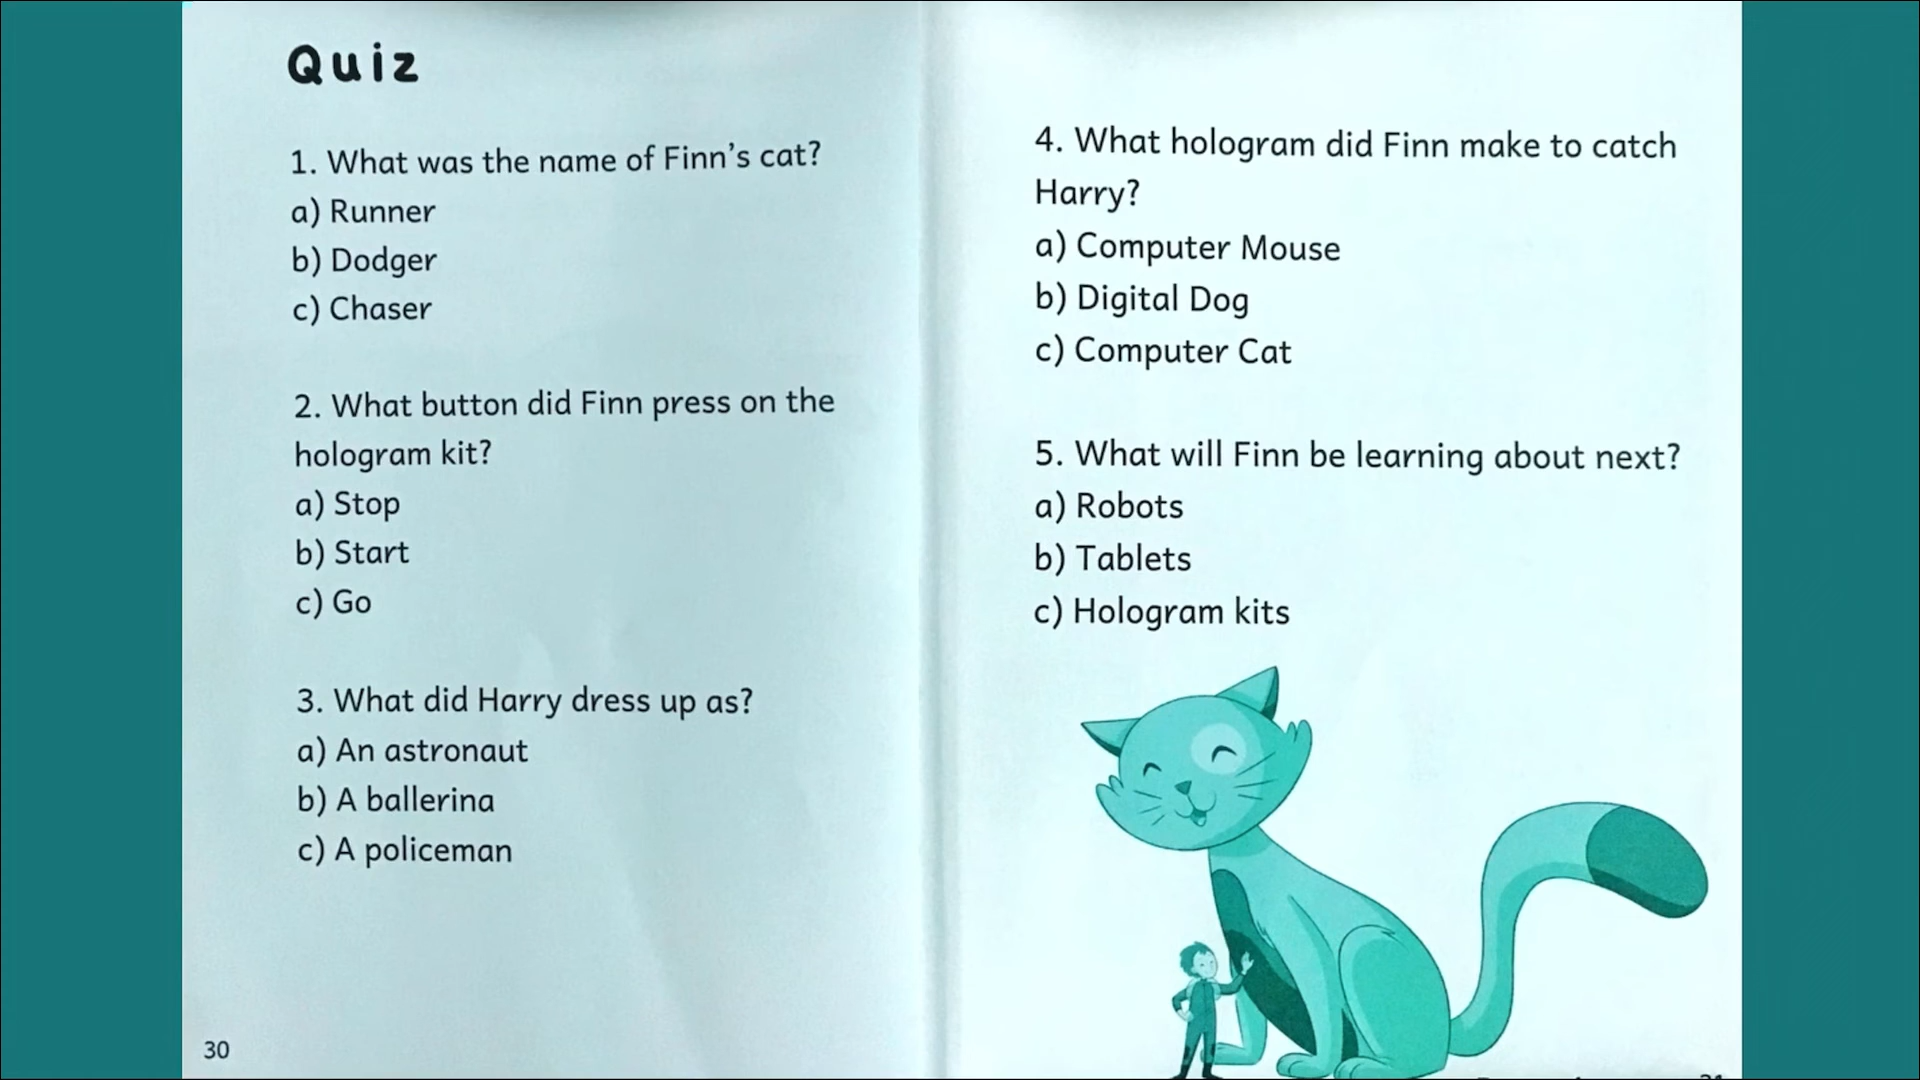 Quiz
1. What was the name of Finn's cat?
a) Runner
b) Dodger
c) Chaser
2. What button did Finn press on the
hologram kit?
a) Stop
b) Start
c) Go
3. What did Harry dress up as?
a) An astronaut
b) A ballerina
c) A policeman
30
4. What hologram did Finn make to catch
Harry?
a) Computer Mouse
b) Digital Dog
c) Computer Cat
5. What will Finn be learning about next?
a) Robots
b) Tablets
c) Hologram kits